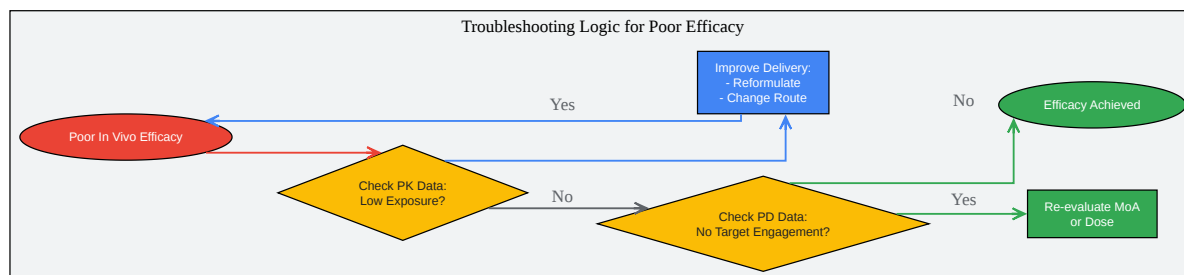 Troubleshooting Logic for Poor Efficacy
Improve Delivery:
- Reformulate
- Change Route
Yes
No
Efficacy Achieved
Poor In Vivo Efficacy
Check PK Data:
Low Exposure?
No
Check PD Data:
No Target Engagement?
Yes
Re-evaluate MoA
or Dose